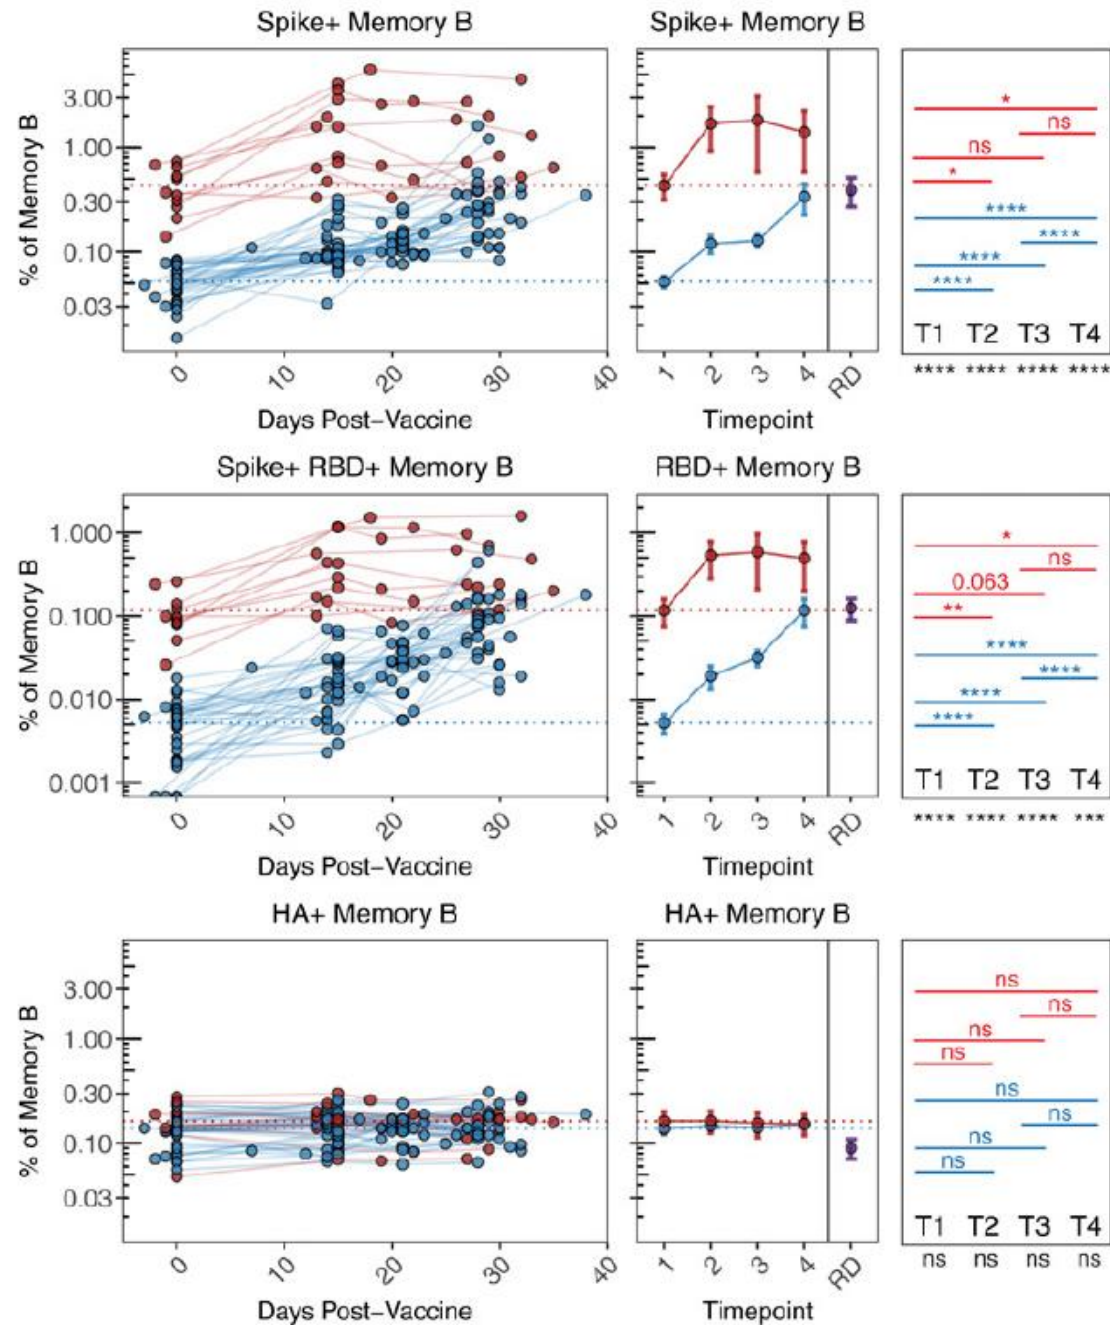 Spike+ Memory B
Spike+ Memory B
% of Memory B
3.00
1.00
0.30
0.10
0.03
0
10
20
30
40
Days Post-Vaccine
1
2
3
4
RD
Timepoint
*
ns
ns
*
****
****
****
****
T1 T2 T3 T4
**** **** **** ****
Spike+ RBD+ Memory B
RBD+ Memory B
% of Memory B
1.000
0.100
0.010
0.001
0
10
20
30
40
Days Post-Vaccine
1
2
3
4
RD
Timepoint
*
ns
0.063
**
****
****
****
****
T1 T2 T3 T4
**** **** **** ***
HA+ Memory B
HA+ Memory B
% of Memory B
3.00
1.00
0.30
0.10
0.03
0
10
20
30
40
Days Post-Vaccine
1
2
3
4
RD
Timepoint
ns
ns
ns
ns
ns
ns
ns
ns
T1 T2 T3 T4
ns ns ns ns